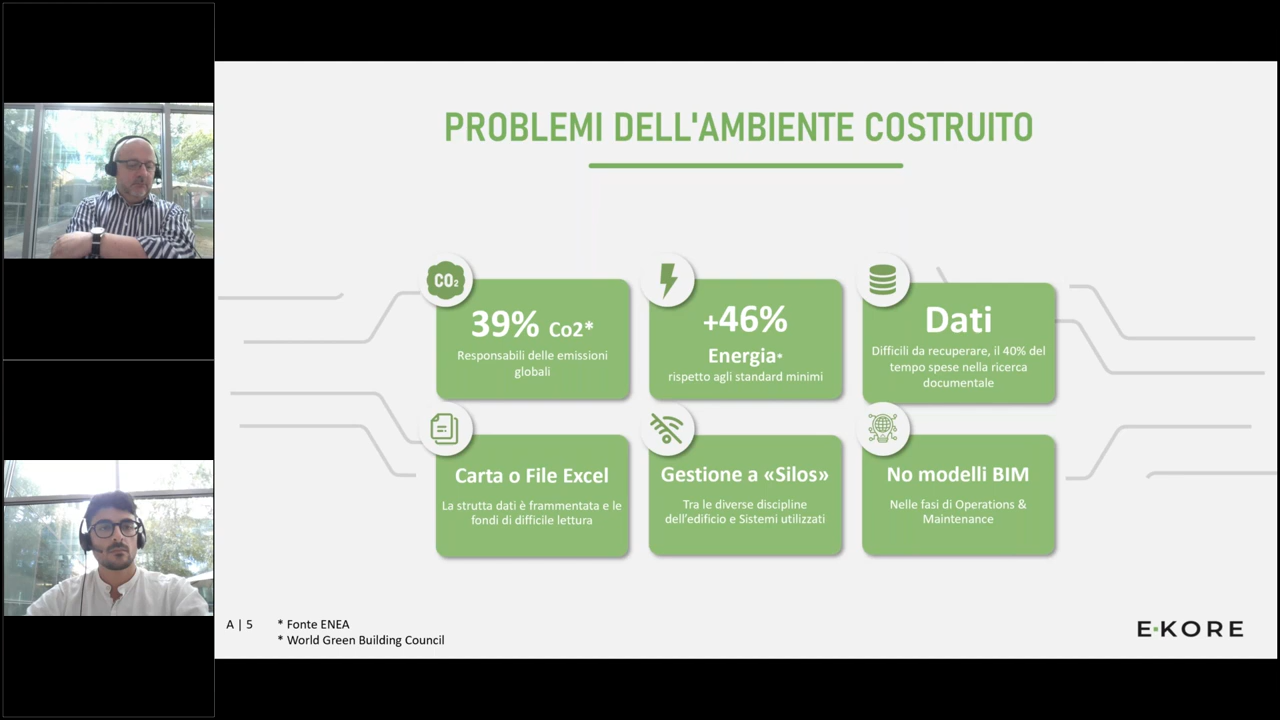 PROBLEMI DELL'AMBIENTE COSTRUITO
CO2
39% Co2*
Responsabili delle emissioni
globali
+46%
Energia*
rispetto agli standard minimi
Dati
Difficili da recuperare, il 40% del
tempo spese nella ricerca
documentale
Carta o File Excel
La strutta dati è frammentata e le
fondi di difficile lettura
Gestione a «Silos»
Tra le diverse discipline
dell'edificio e Sistemi utilizzati
No modelli BIM
Nelle fasi di Operations &
Maintenance
A | 5
* Fonte ENEA
* World Green Building Council
E·KORE